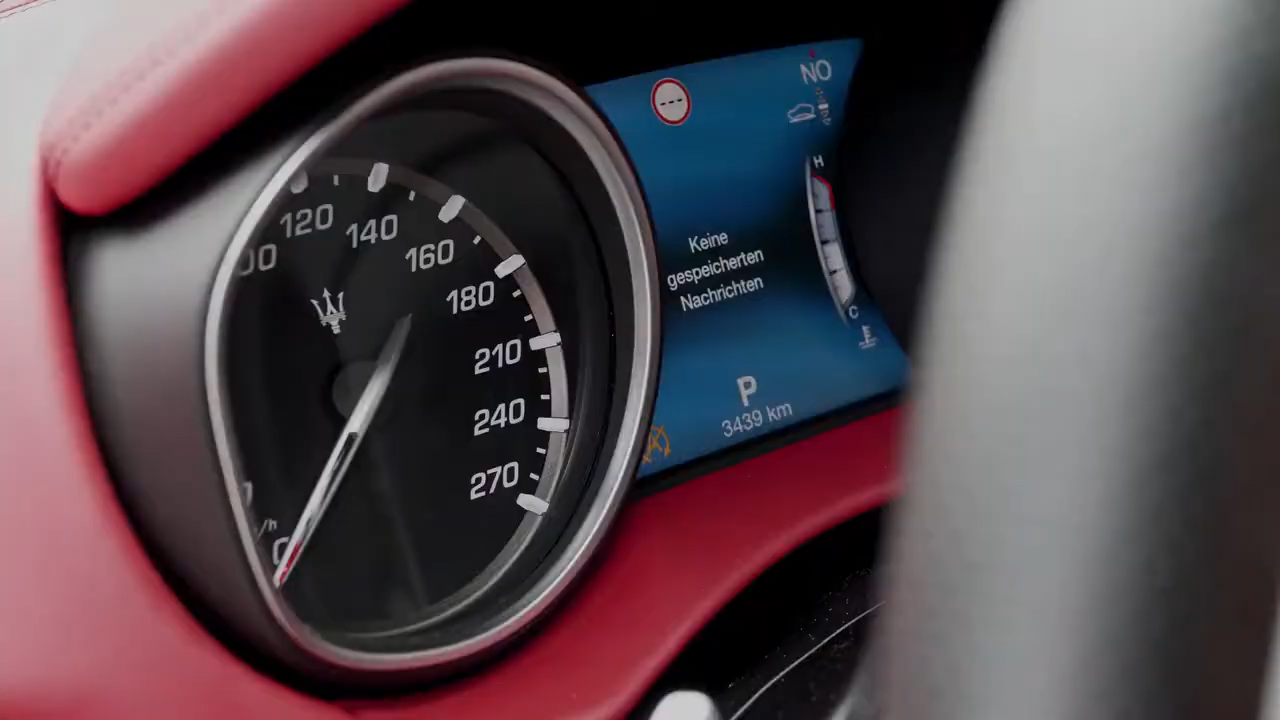 120
140
160
180
210
240
270
NO
H
Keine
gespeicherten
Nachrichten
C
P
3439 km